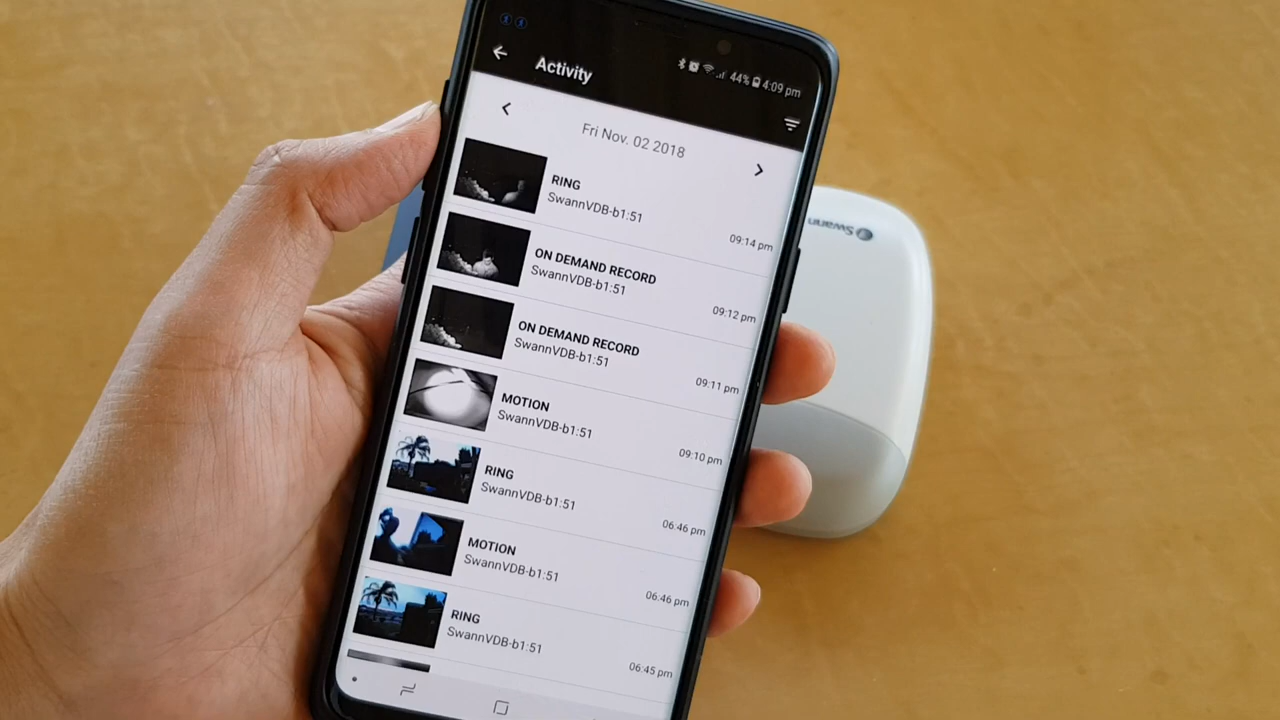 Activity
44% 4:09 pm
Fri Nov. 02 2018
RING
SwannVDB-b1:51
09:14 pm
ON DEMAND RECORD
SwannVDB-b1:51
09:12 pm
ON DEMAND RECORD
SwannVDB-b1:51
09:11 pm
MOTION
SwannVDB-b1:51
09:10 pm
RING
SwannVDB-b1:51
06:46 pm
MOTION
SwannVDB-b1:51
06:46 pm
RING
SwannVDB-b1:51
06:45 pm
Swann